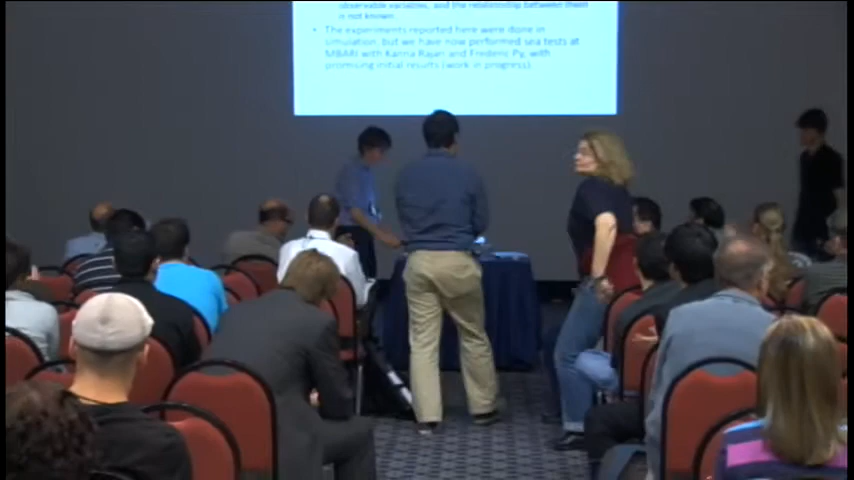 observable variables, and the relationship between them
is not known.
• The experiments reported here were done in
simulation, but we have now performed sea tests at
MBARI with Kanna Rajan and Frederic Py, with
promising initial results (work in progress).